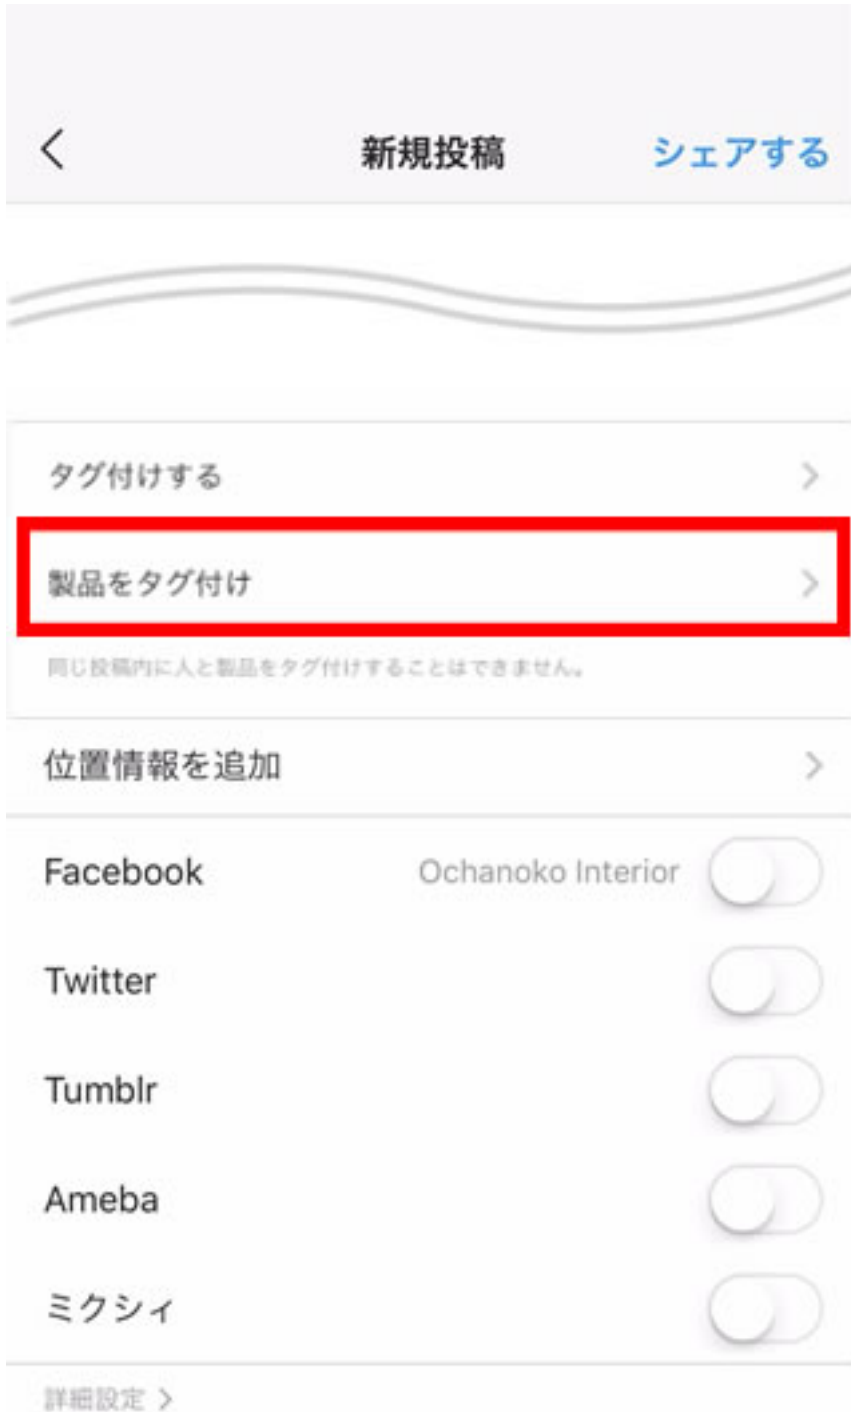 新規投稿 シェアする
タグ付けする
製品をタグ付け
同じ投稿内に人と製品をタグ付けすることはできません。
位置情報を追加
Facebook Ochanoko Interior
Twitter
Tumblr
Ameba
ミクシィ
詳細設定